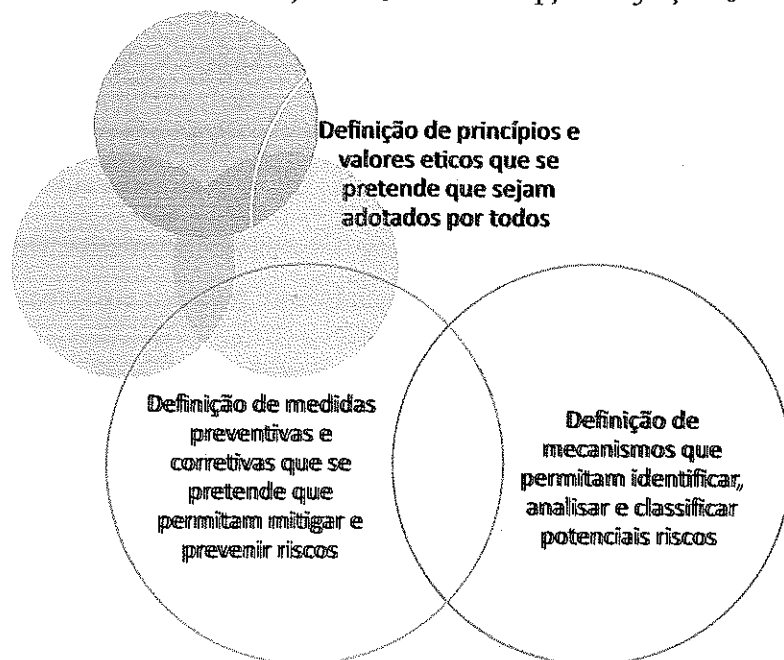 Definição de princípios e
valores eticos que se
pretende que sejam
adotados por todos
Definição de medidas
preventivas e
corretivas que se
pretende que
permitam mitigar e
prevenir riscos
Definição de
mecanismos que
permitam identificar,
analisar e classificar
potenciais riscos